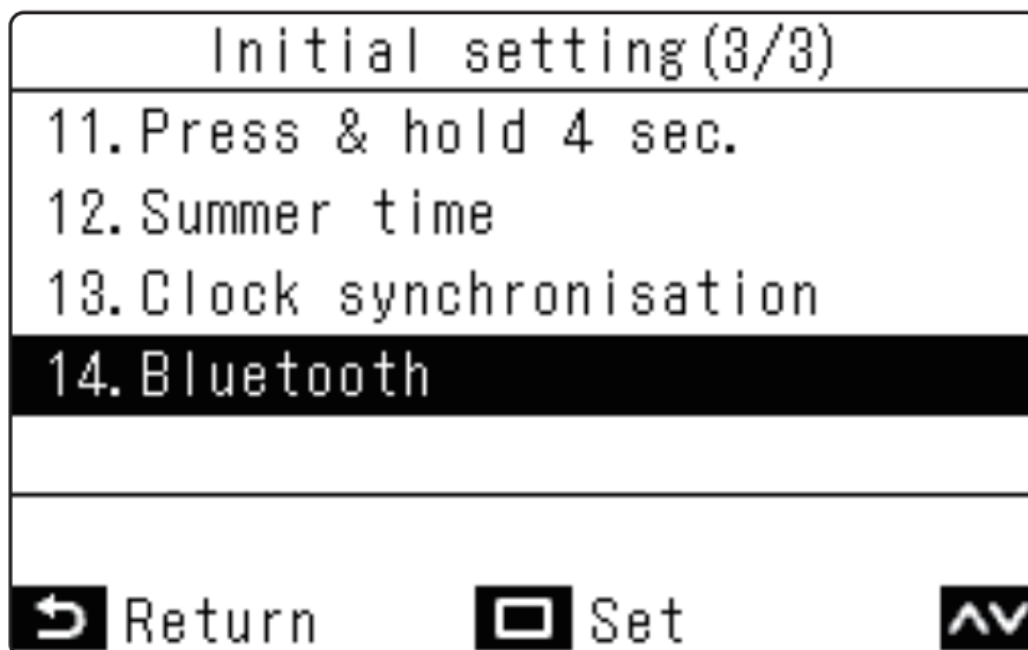 Initial setting(3/3)
11.Press & hold 4 sec.
12.Summer time
13.Clock synchronisation
14.Bluetooth
Return Set